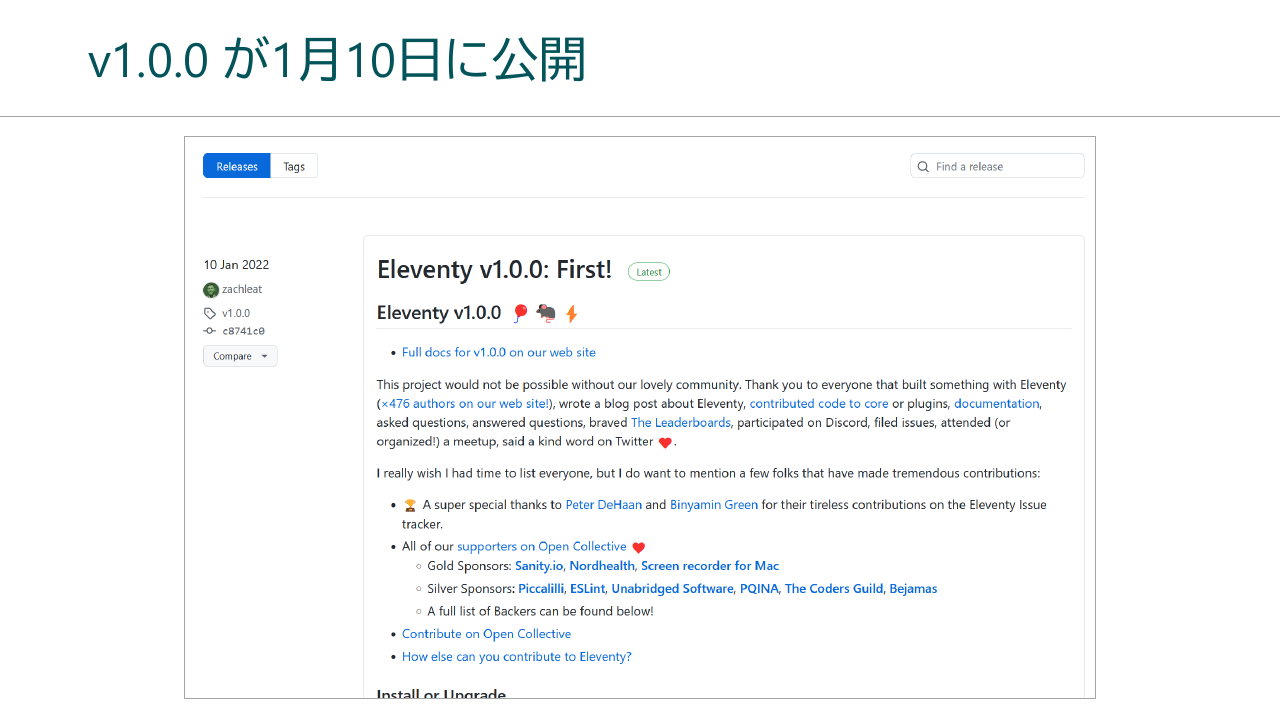 v1.0.0 が1月10日に公開
Releases
Tags
Find a release
10 Jan 2022
zachleat
v1.0.0
c8741c0
Compare
Eleventy v1.0.0: First!
Latest
Eleventy v1.0.0 🎈 🐀 ⚡
• Full docs for v1.0.0 on our web site
This project would not be possible without our lovely community. Thank you to everyone that built something with Eleventy
(×476 authors on our web site!), wrote a blog post about Eleventy, contributed code to core or plugins, documentation,
asked questions, answered questions, braved The Leaderboards, participated on Discord, filed issues, attended (or
organized!) a meetup, said a kind word on Twitter ❤️.
I really wish I had time to list everyone, but I do want to mention a few folks that have made tremendous contributions:
• 🏆 A super special thanks to Peter DeHaan and Binyamin Green for their tireless contributions on the Eleventy Issue
tracker.
• All of our supporters on Open Collective ❤️
○ Gold Sponsors: Sanity.io, Nordhealth, Screen recorder for Mac
○ Silver Sponsors: Piccalilli, ESLint, Unabridged Software, PQINA, The Coders Guild, Bejamas
○ A full list of Backers can be found below!
• Contribute on Open Collective
• How else can you contribute to Eleventy?
Install or Upgrade